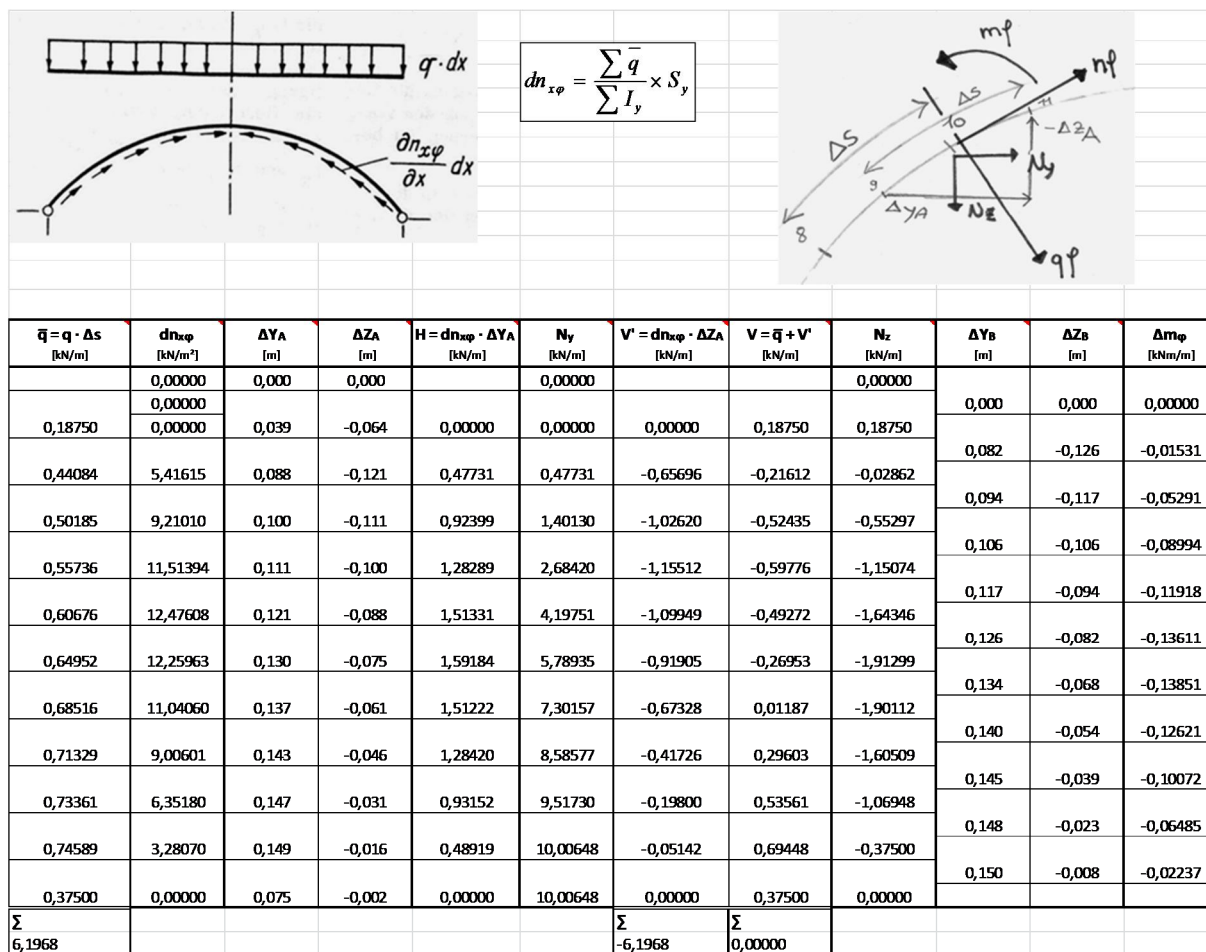 q · dx
∂nxφ/∂x dx
dnxφ = ∑q̅ / ∑Iy × Sy
mφ
nφ
ΔS
ΔS
10
11
-ΔZA
Ny
9
ΔYA
NZ
8
qφ
q̅ = q · Δs dnxφ ΔYA ΔZA H = dnxφ · ΔYA Ny V' = dnxφ · ΔZA V = q̅ + V' Nz ΔYB ΔZB Δmφ
[kN/m] [kN/m²] [m] [m] [kN/m] [kN/m] [kN/m] [kN/m] [kN/m] [m] [m] [kNm/m]
0,00000 0,000 0,000 0,00000 0,00000
0,00000 0,000 0,000 0,00000
0,18750 0,00000 0,039 -0,064 0,00000 0,00000 0,00000 0,18750 0,18750
0,082 -0,126 -0,01531
0,44084 5,41615 0,088 -0,121 0,47731 0,47731 -0,65696 -0,21612 -0,02862
0,094 -0,117 -0,05291
0,50185 9,21010 0,100 -0,111 0,92399 1,40130 -1,02620 -0,52435 -0,55297
0,106 -0,106 -0,08994
0,55736 11,51394 0,111 -0,100 1,28289 2,68420 -1,15512 -0,59776 -1,15074
0,117 -0,094 -0,11918
0,60676 12,47608 0,121 -0,088 1,51331 4,19751 -1,09949 -0,49272 -1,64346
0,126 -0,082 -0,13611
0,64952 12,25963 0,130 -0,075 1,59184 5,78935 -0,91905 -0,26953 -1,91299
0,134 -0,068 -0,13851
0,68516 11,04060 0,137 -0,061 1,51222 7,30157 -0,67328 0,01187 -1,90112
0,140 -0,054 -0,12621
0,71329 9,00601 0,143 -0,046 1,28420 8,58577 -0,41726 0,29603 -1,60509
0,145 -0,039 -0,10072
0,73361 6,35180 0,147 -0,031 0,93152 9,51730 -0,19800 0,53561 -1,06948
0,148 -0,023 -0,06485
0,74589 3,28070 0,149 -0,016 0,48919 10,00648 -0,05142 0,69448 -0,37500
0,150 -0,008 -0,02237
0,37500 0,00000 0,075 -0,002 0,00000 10,00648 0,00000 0,37500 0,00000
Σ Σ Σ
6,1968 -6,1968 0,00000